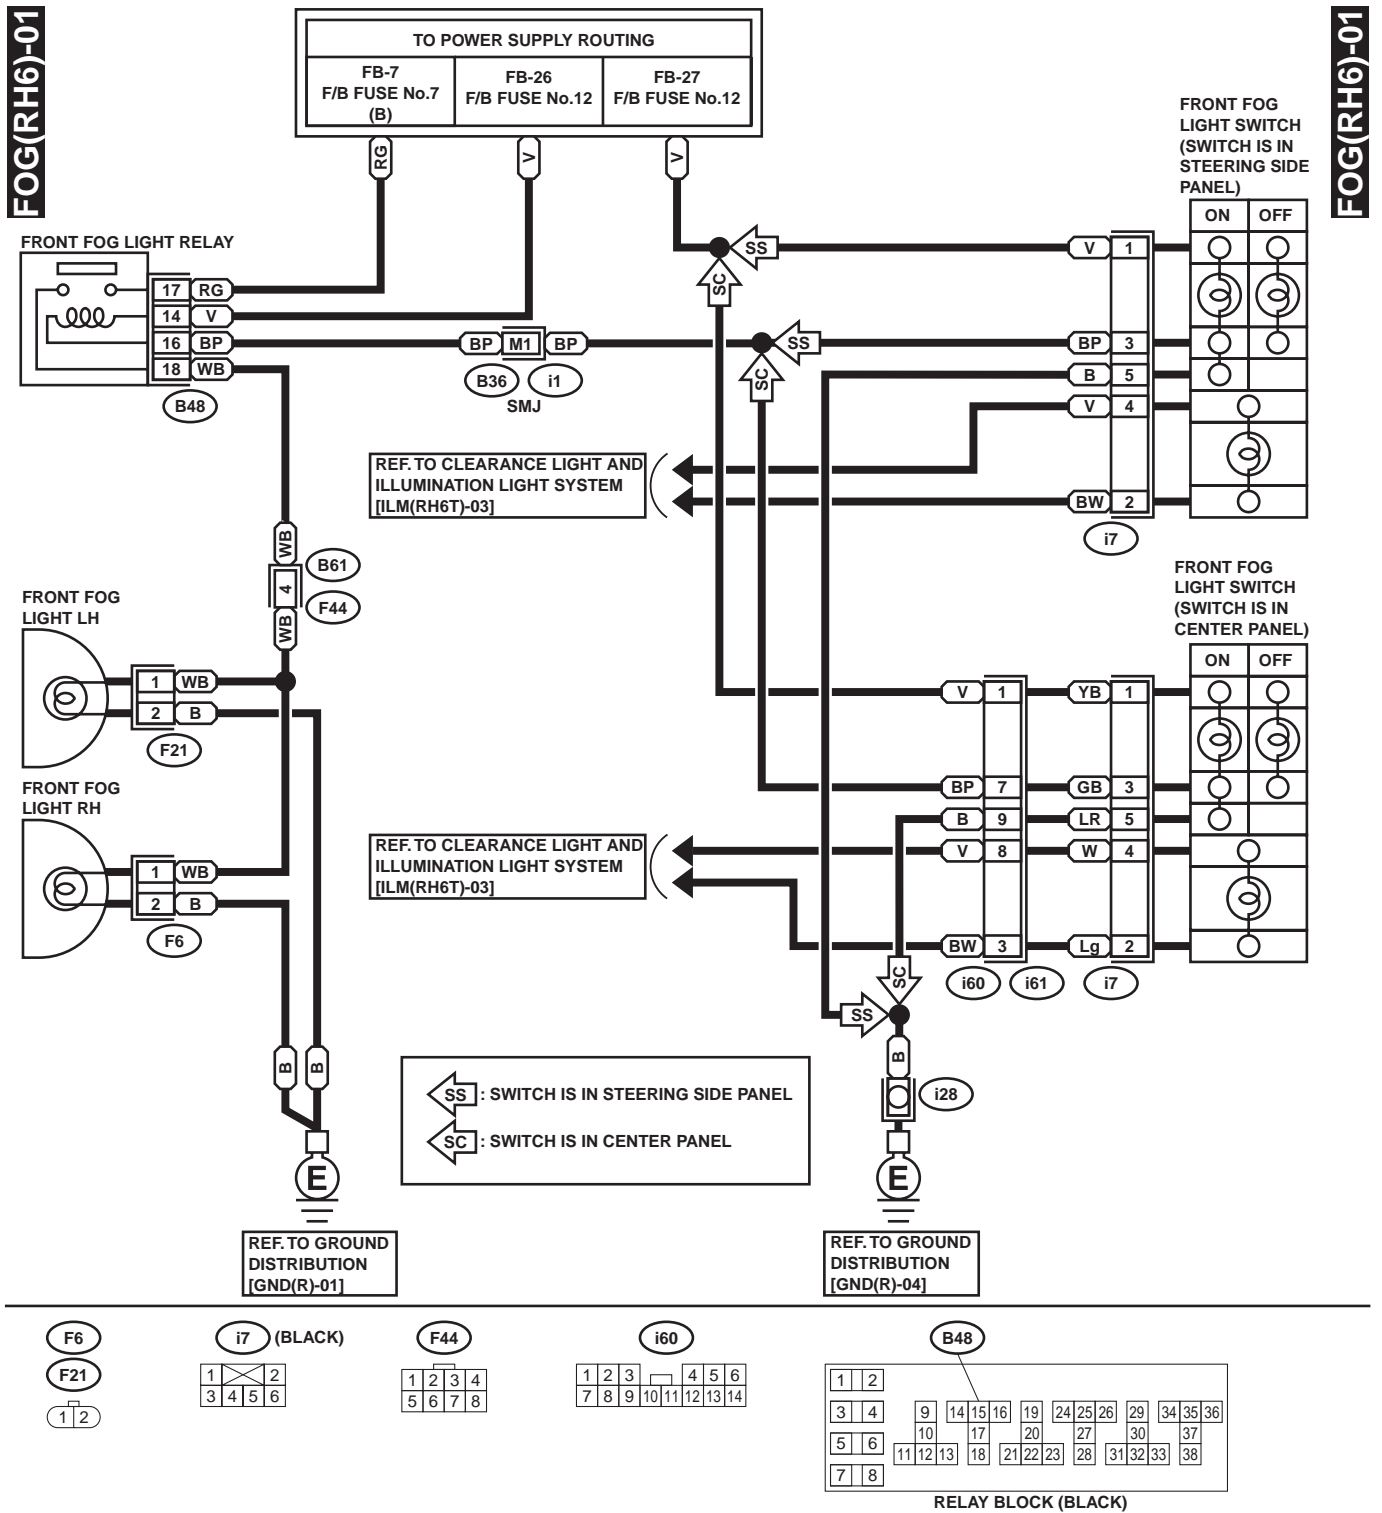 FOG(RH6)-01
FOG(RH6)-01
TO POWER SUPPLY ROUTING
FB-7
F/B FUSE No.7
(B)
FB-26
F/B FUSE No.12
FB-27
F/B FUSE No.12
RG
V
V
FRONT FOG
LIGHT SWITCH
(SWITCH IS IN
STEERING SIDE
PANEL)
ON OFF
FRONT FOG LIGHT RELAY
17 RG
14 V
16 BP
18 WB
B48
BP M1 BP
B36 i1
SMJ
SS
SC
SS
SC
V 1
BP 3
B 5
V 4
BW 2
i7
REF. TO CLEARANCE LIGHT AND
ILLUMINATION LIGHT SYSTEM
[ILM(RH6T)-03]
WB
4
WB
B61
F44
FRONT FOG
LIGHT LH
1 WB
2 B
F21
FRONT FOG
LIGHT RH
1 WB
2 B
F6
FRONT FOG
LIGHT SWITCH
(SWITCH IS IN
CENTER PANEL)
ON OFF
V 1 YB 1
BP 7 GB 3
B 9 LR 5
V 8 W 4
BW 3 Lg 2
i60 i61 i7
REF. TO CLEARANCE LIGHT AND
ILLUMINATION LIGHT SYSTEM
[ILM(RH6T)-03]
SC
SS
B
i28
B B
SS : SWITCH IS IN STEERING SIDE PANEL
SC : SWITCH IS IN CENTER PANEL
E
E
REF. TO GROUND
DISTRIBUTION
[GND(R)-01]
REF. TO GROUND
DISTRIBUTION
[GND(R)-04]
F6
F21
1 2
i7 (BLACK)
1 2
3 4 5 6
F44
1 2 3 4
5 6 7 8
i60
1 2 3 4 5 6
7 8 9 10 11 12 13 14
B48
1 2
3 4 9 14 15 16 19 24 25 26 29 34 35 36
10 17 20 27 30 37
5 6 11 12 13 18 21 22 23 28 31 32 33 38
7 8
RELAY BLOCK (BLACK)